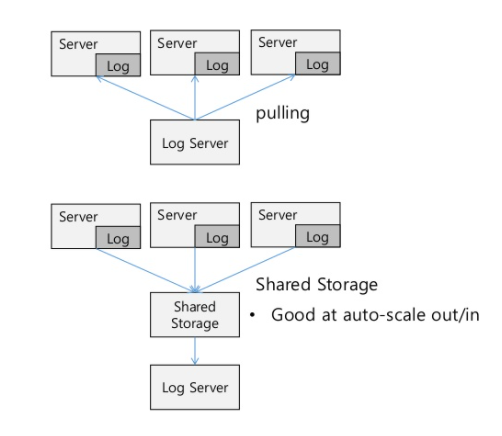 Server
Log
Server
Log
Server
Log
pulling
Log Server
Server
Log
Server
Log
Server
Log
Shared Storage
• Good at auto-scale out/in
Shared
Storage
Log Server